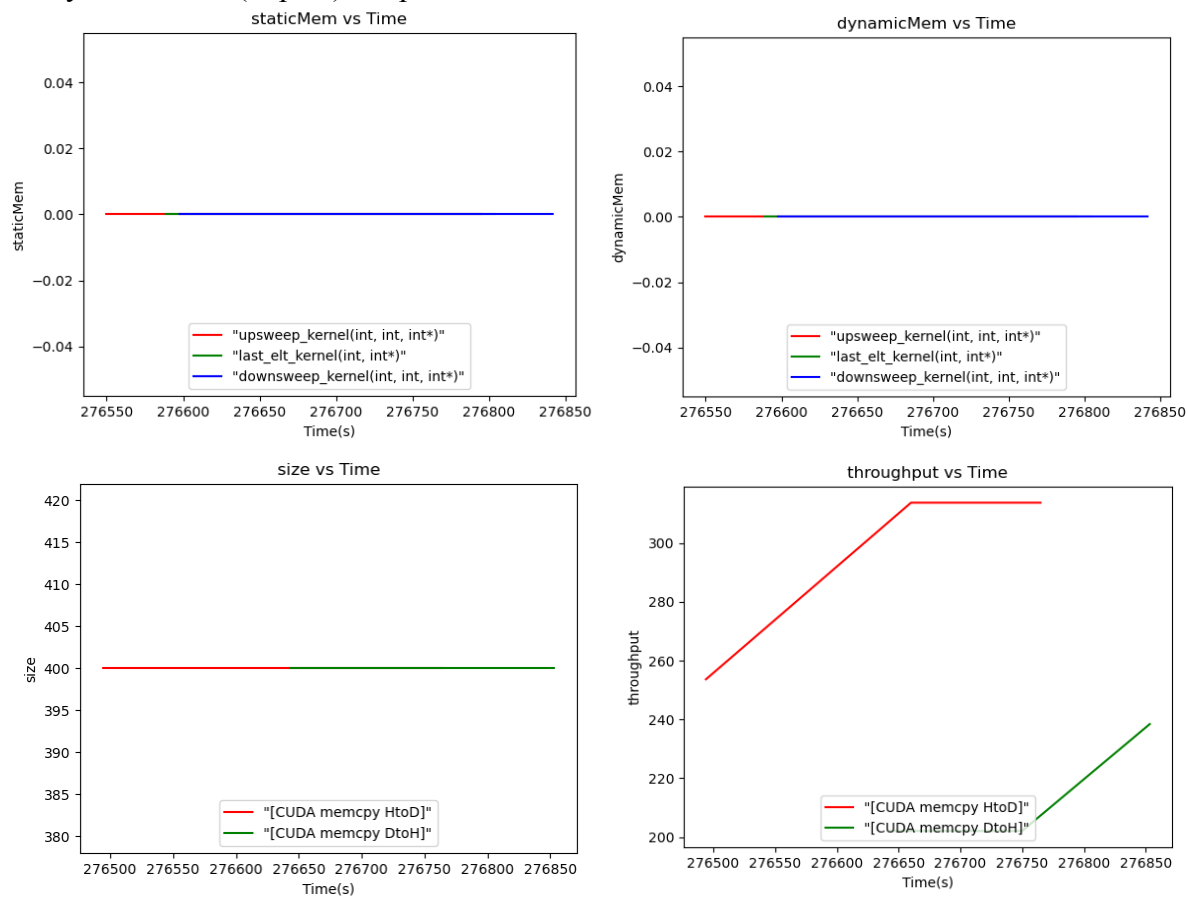 staticMem vs Time
0.04
0.02
0.00
−0.02
−0.04
staticMem
"upsweep_kernel(int, int, int*)"
"last_elt_kernel(int, int*)"
"downsweep_kernel(int, int, int*)"
276550 276600 276650 276700 276750 276800 276850
Time(s)
dynamicMem vs Time
0.04
0.02
0.00
−0.02
−0.04
dynamicMem
"upsweep_kernel(int, int, int*)"
"last_elt_kernel(int, int*)"
"downsweep_kernel(int, int, int*)"
276550 276600 276650 276700 276750 276800 276850
Time(s)
size vs Time
420
415
410
405
400
395
390
385
380
size
"[CUDA memcpy HtoD]"
"[CUDA memcpy DtoH]"
276500 276550 276600 276650 276700 276750 276800 276850
Time(s)
throughput vs Time
300
280
260
240
220
200
throughput
"[CUDA memcpy HtoD]"
"[CUDA memcpy DtoH]"
276500 276550 276600 276650 276700 276750 276800 276850
Time(s)